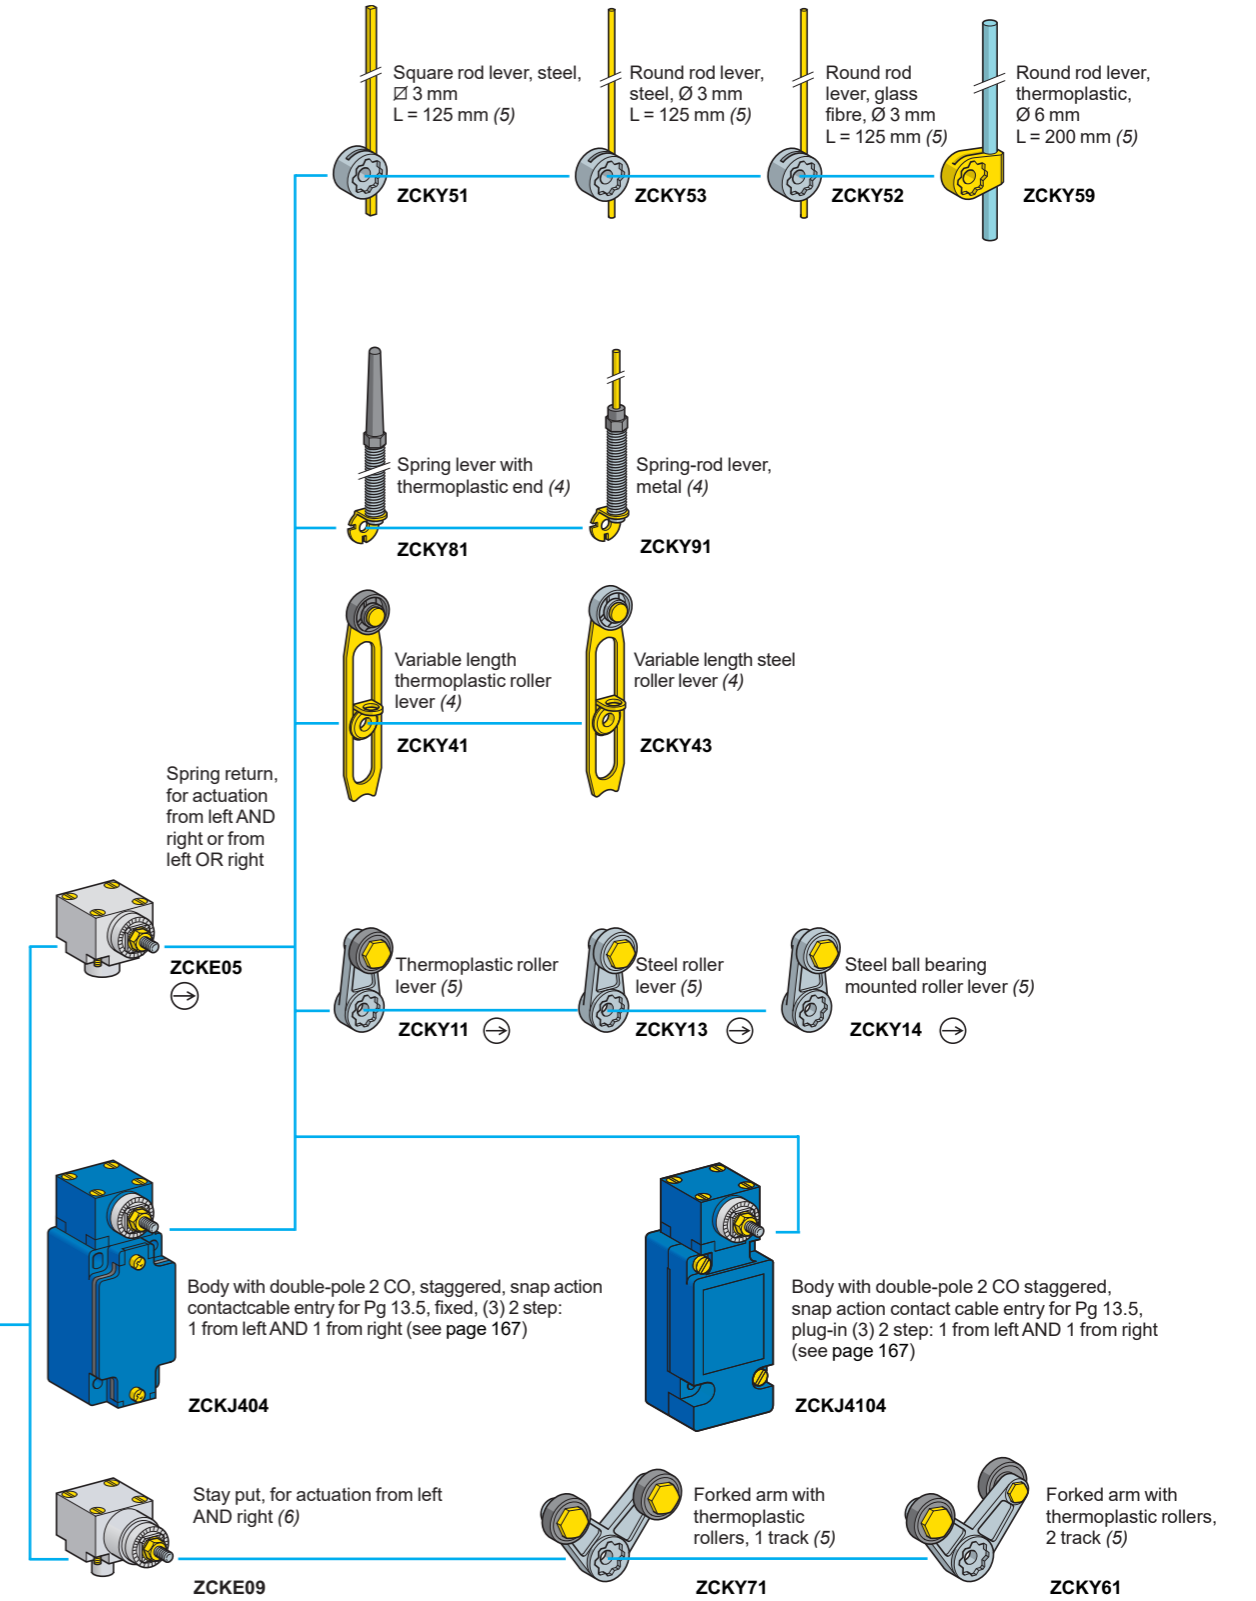 Square rod lever, steel,
⌀ 3 mm
L = 125 mm (5)
ZCKY51
Round rod lever,
steel, Ø 3 mm
L = 125 mm (5)
ZCKY53
Round rod
lever, glass
fibre, Ø 3 mm
L = 125 mm (5)
ZCKY52
Round rod lever,
thermoplastic,
Ø 6 mm
L = 200 mm (5)
ZCKY59
Spring lever with
thermoplastic end (4)
ZCKY81
Spring-rod lever,
metal (4)
ZCKY91
Variable length
thermoplastic roller
lever (4)
ZCKY41
Variable length steel
roller lever (4)
ZCKY43
Spring return,
for actuation
from left AND
right or from
left OR right
ZCKE05
Thermoplastic roller
lever (5)
ZCKY11
Steel roller
lever (5)
ZCKY13
Steel ball bearing
mounted roller lever (5)
ZCKY14
Body with double-pole 2 CO, staggered, snap action
contactcable entry for Pg 13.5, fixed, (3) 2 step:
1 from left AND 1 from right (see page 167)
ZCKJ404
Body with double-pole 2 CO staggered,
snap action contact cable entry for Pg 13.5,
plug-in (3) 2 step: 1 from left AND 1 from right
(see page 167)
ZCKJ4104
Stay put, for actuation from left
AND right (6)
ZCKE09
Forked arm with
thermoplastic
rollers, 1 track (5)
ZCKY71
Forked arm with
thermoplastic rollers,
2 track (5)
ZCKY61